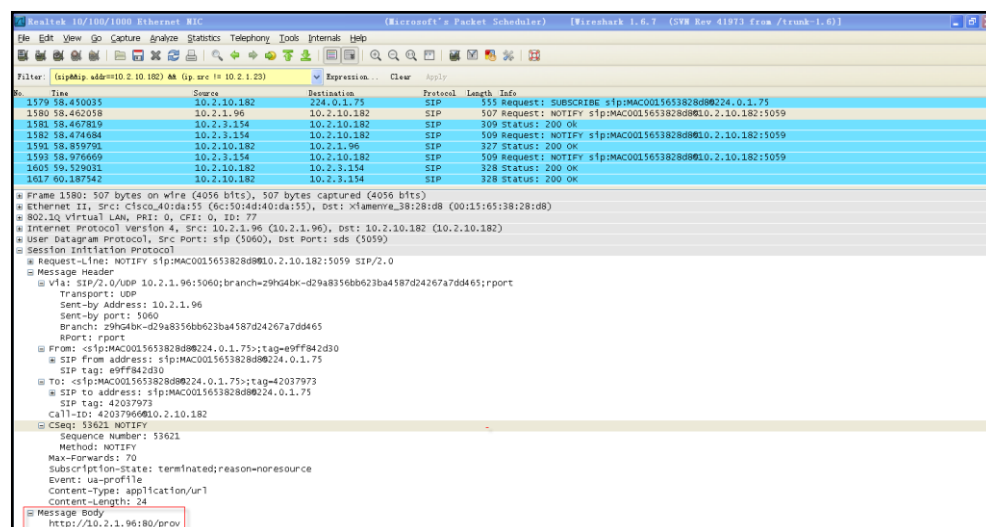 Realtek 10/100/1000 Ethernet NIC (Microsoft's Packet Scheduler) [Wireshark 1.6.7 (SVN Rev 41973 from /trunk-1.6)]
File Edit View Go Capture Analyze Statistics Telephony Tools Internals Help
Filter: (sip&&ip.addr==10.2.10.182) && (ip.src != 10.2.1.23) Expression... Clear Apply
No. Time Source Destination Protocol Length Info
1579 58.450035 10.2.10.182 224.0.1.75 SIP 555 Request: SUBSCRIBE sip:MAC0015653828d8@224.0.1.75
1580 58.462058 10.2.1.96 10.2.10.182 SIP 507 Request: NOTIFY sip:MAC0015653828d8@10.2.10.182:5059
1581 58.467819 10.2.3.154 10.2.10.182 SIP 309 Status: 200 Ok
1582 58.474684 10.2.3.154 10.2.10.182 SIP 509 Request: NOTIFY sip:MAC0015653828d8@10.2.10.182:5059
1591 58.859791 10.2.10.182 10.2.1.96 SIP 327 Status: 200 OK
1593 58.976669 10.2.3.154 10.2.10.182 SIP 509 Request: NOTIFY sip:MAC0015653828d8@10.2.10.182:5059
1605 59.529031 10.2.10.182 10.2.3.154 SIP 328 Status: 200 OK
1617 60.187542 10.2.10.182 10.2.3.154 SIP 328 Status: 200 OK
Frame 1580: 507 bytes on wire (4056 bits), 507 bytes captured (4056 bits)
Ethernet II, Src: Cisco_40:da:55 (6c:50:4d:40:da:55), Dst: XiamenYe_38:28:d8 (00:15:65:38:28:d8)
802.1Q Virtual LAN, PRI: 0, CFI: 0, ID: 77
Internet Protocol Version 4, Src: 10.2.1.96 (10.2.1.96), Dst: 10.2.10.182 (10.2.10.182)
User Datagram Protocol, Src Port: sip (5060), Dst Port: sds (5059)
Session Initiation Protocol
Request-Line: NOTIFY sip:MAC0015653828d8@10.2.10.182:5059 SIP/2.0
Message Header
Via: SIP/2.0/UDP 10.2.1.96:5060;branch=z9hG4bK-d29a8356bb623ba4587d24267a7dd465;rport
Transport: UDP
Sent-by Address: 10.2.1.96
Sent-by port: 5060
Branch: z9hG4bK-d29a8356bb623ba4587d24267a7dd465
RPort: rport
From: <sip:MAC0015653828d8@224.0.1.75>;tag=e9ff842d30
SIP from address: sip:MAC0015653828d8@224.0.1.75
SIP tag: e9ff842d30
To: <sip:MAC0015653828d8@224.0.1.75>;tag=42037973
SIP to address: sip:MAC0015653828d8@224.0.1.75
SIP tag: 42037973
Call-ID: 42037966@10.2.10.182
CSeq: 53621 NOTIFY
Sequence Number: 53621
Method: NOTIFY
Max-Forwards: 70
Subscription-State: terminated;reason=noresource
Event: ua-profile
Content-Type: application/url
Content-Length: 24
Message Body
http://10.2.1.96:80/prov